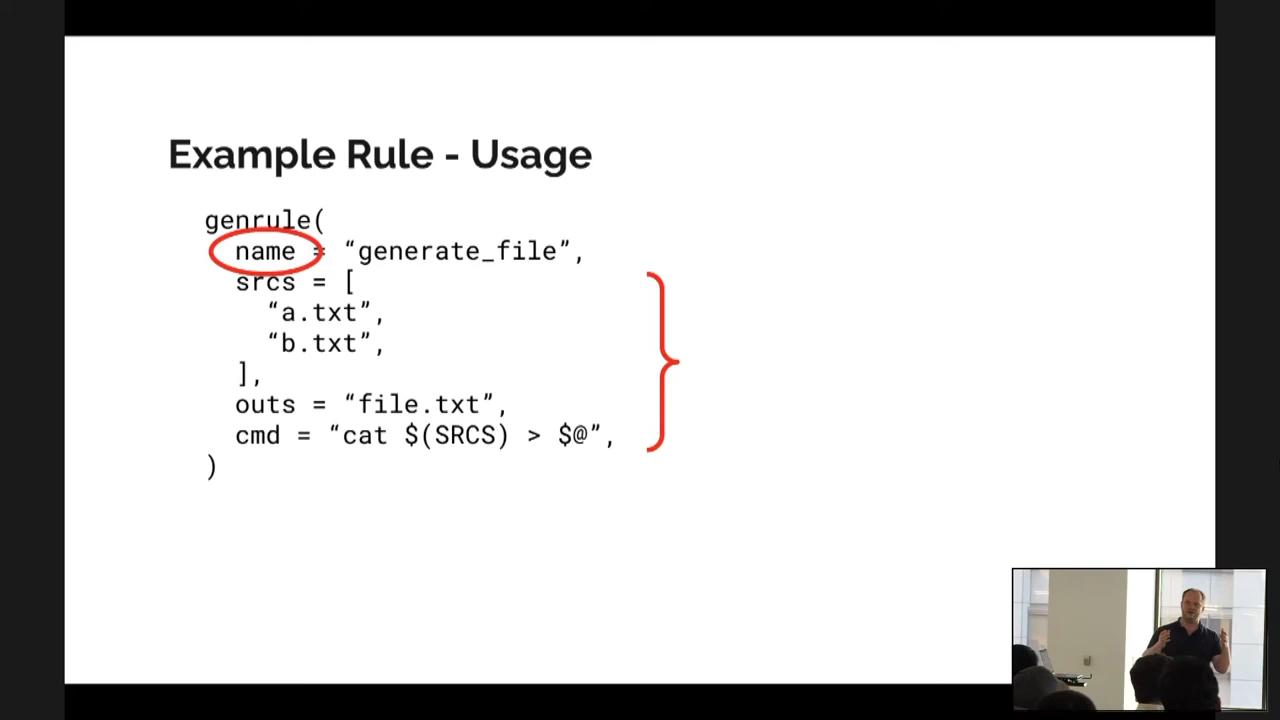 Example Rule - Usage
genrule(
name = “generate_file”,
srcs = [
“a.txt”,
“b.txt”,
],
outs = “file.txt”,
cmd = “cat $(SRCS) > $@”,
)